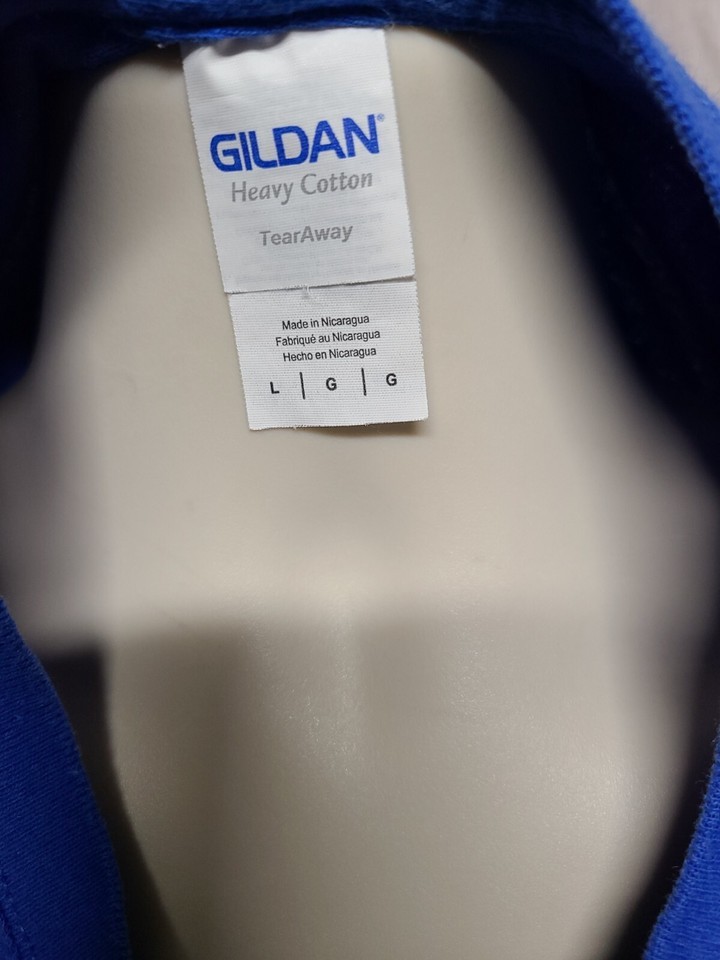 GILDAN®
Heavy Cotton
TearAway
Made in Nicaragua
Fabriqué au Nicaragua
Hecho en Nicaragua
L | G | G